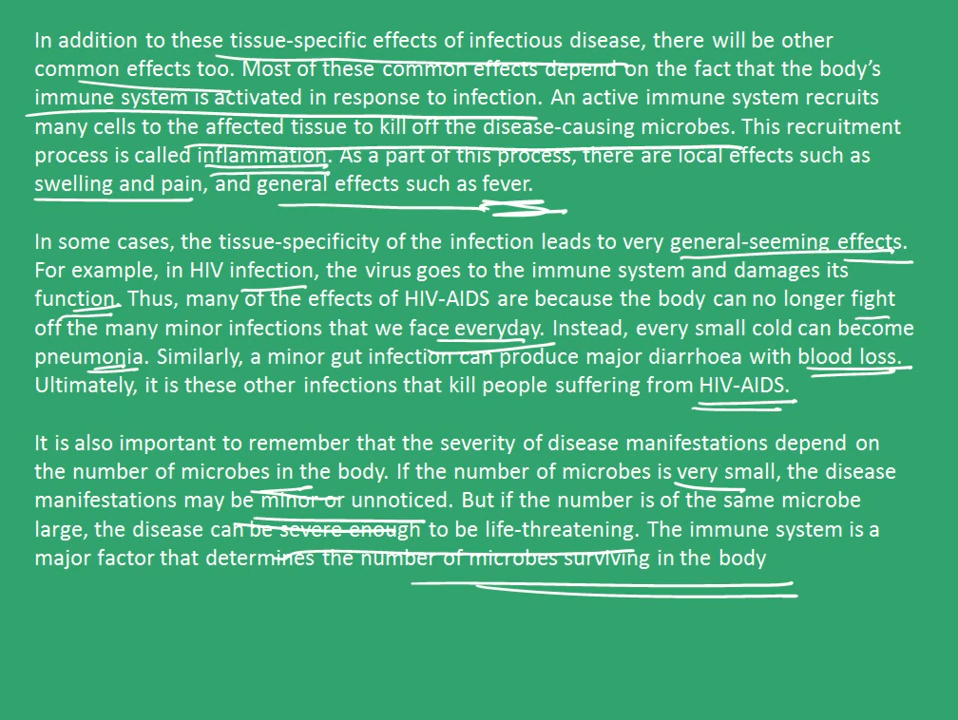 In addition to these tissue-specific effects of infectious disease, there will be other
common effects too. Most of these common effects depend on the fact that the body’s
immune system is activated in response to infection. An active immune system recruits
many cells to the affected tissue to kill off the disease-causing microbes. This recruitment
process is called inflammation. As a part of this process, there are local effects such as
swelling and pain, and general effects such as fever.
In some cases, the tissue-specificity of the infection leads to very general-seeming effects.
For example, in HIV infection, the virus goes to the immune system and damages its
function. Thus, many of the effects of HIV-AIDS are because the body can no longer fight
off the many minor infections that we face everyday. Instead, every small cold can become
pneumonia. Similarly, a minor gut infection can produce major diarrhoea with blood loss.
Ultimately, it is these other infections that kill people suffering from HIV-AIDS.
It is also important to remember that the severity of disease manifestations depend on
the number of microbes in the body. If the number of microbes is very small, the disease
manifestations may be minor or unnoticed. But if the number is of the same microbe
large, the disease can be severe enough to be life-threatening. The immune system is a
major factor that determines the number of microbes surviving in the body